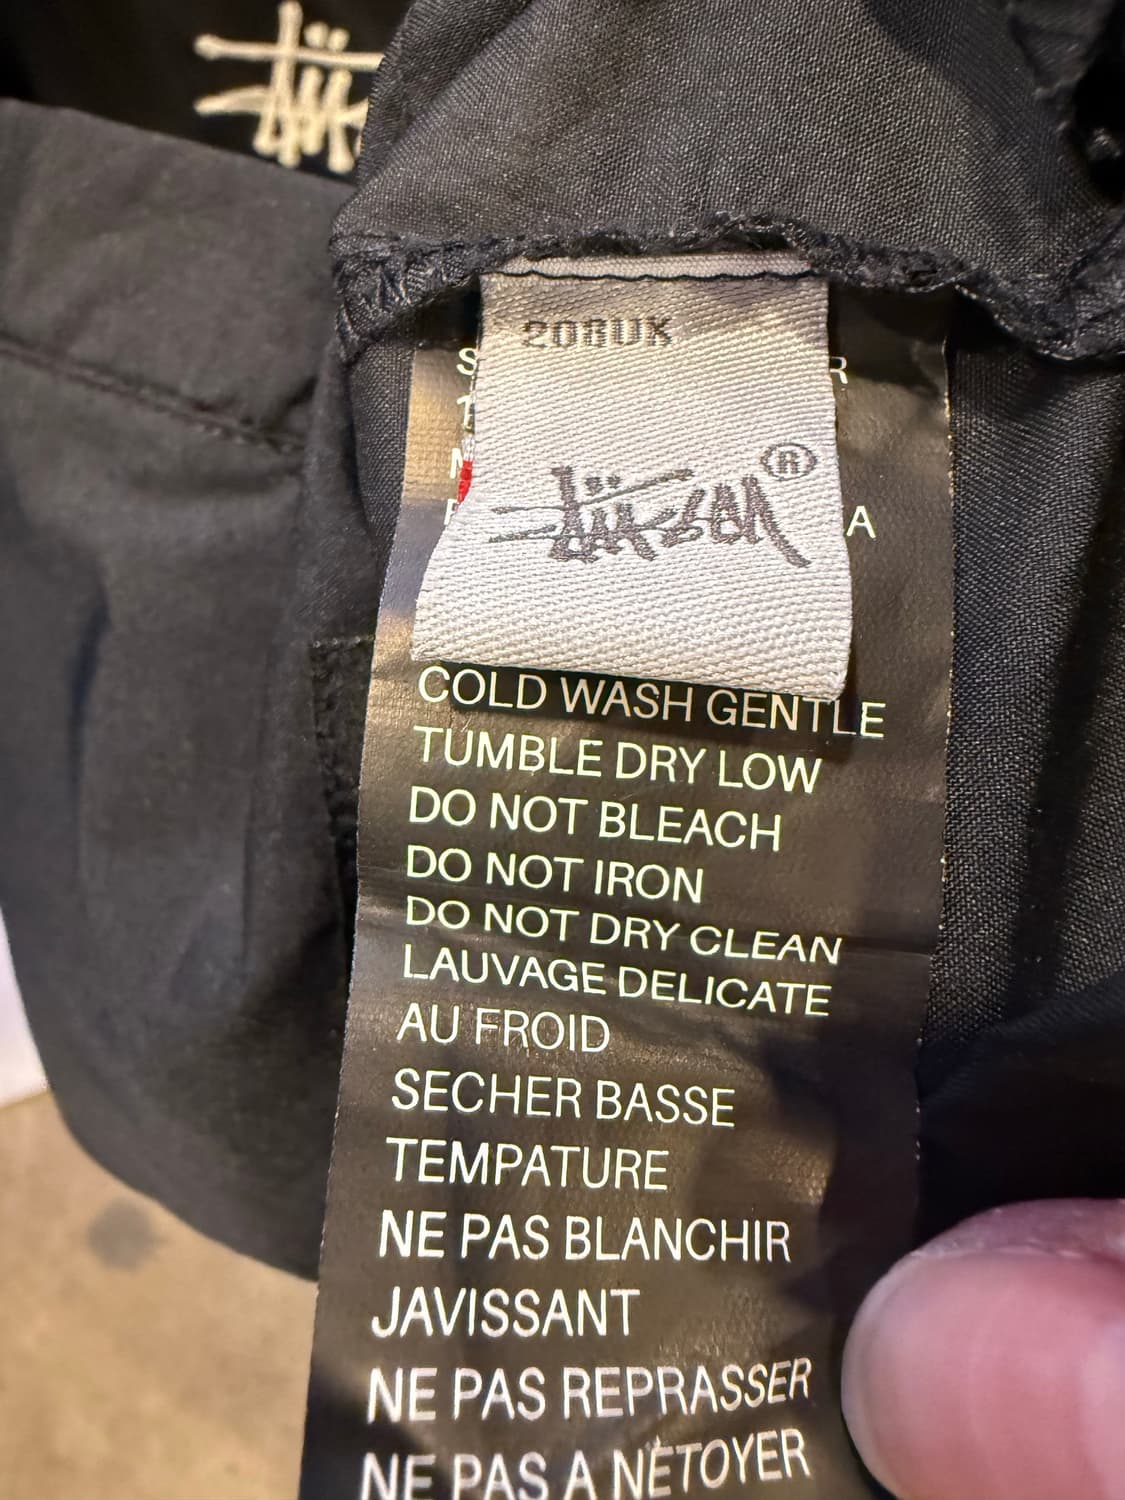 Stüs
208UK
S R
T
M
F A
Stüssy ®
COLD WASH GENTLE
TUMBLE DRY LOW
DO NOT BLEACH
DO NOT IRON
DO NOT DRY CLEAN
LAUVAGE DELICATE
AU FROID
SECHER BASSE
TEMPATURE
NE PAS BLANCHIR
JAVISSANT
NE PAS REPRASSER
NE PAS A NETOYER